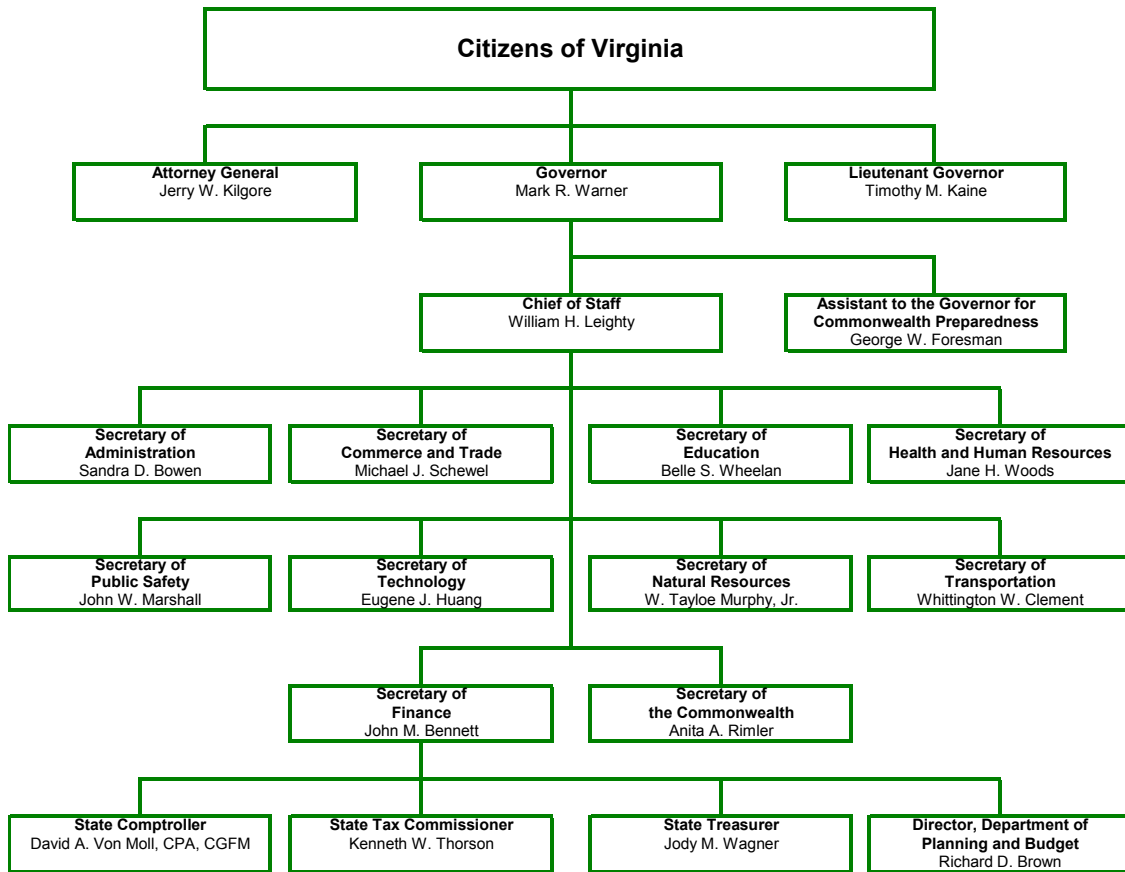 Citizens of Virginia
Attorney General
Jerry W. Kilgore
Governor
Mark R. Warner
Lieutenant Governor
Timothy M. Kaine
Chief of Staff
William H. Leighty
Assistant to the Governor for
Commonwealth Preparedness
George W. Foresman
Secretary of
Administration
Sandra D. Bowen
Secretary of
Commerce and Trade
Michael J. Schewel
Secretary of
Education
Belle S. Wheelan
Secretary of
Health and Human Resources
Jane H. Woods
Secretary of
Public Safety
John W. Marshall
Secretary of
Technology
Eugene J. Huang
Secretary of
Natural Resources
W. Tayloe Murphy, Jr.
Secretary of
Transportation
Whittington W. Clement
Secretary of
Finance
John M. Bennett
Secretary of
the Commonwealth
Anita A. Rimler
State Comptroller
David A. Von Moll, CPA, CGFM
State Tax Commissioner
Kenneth W. Thorson
State Treasurer
Jody M. Wagner
Director, Department of
Planning and Budget
Richard D. Brown